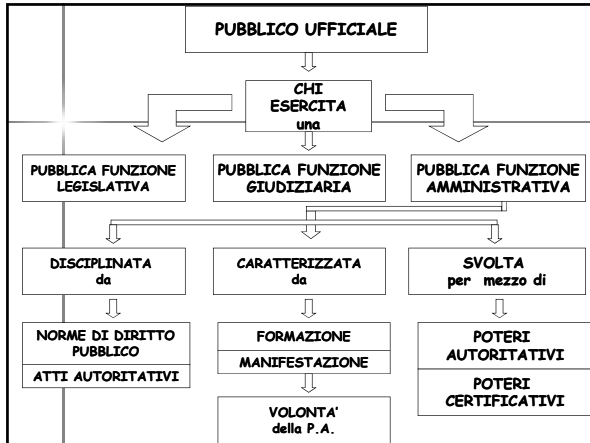 PUBBLICO UFFICIALE
CHI
ESERCITA
una
PUBBLICA FUNZIONE
LEGISLATIVA
PUBBLICA FUNZIONE
GIUDIZIARIA
PUBBLICA FUNZIONE
AMMINISTRATIVA
DISCIPLINATA
da
CARATTERIZZATA
da
SVOLTA
per mezzo di
NORME DI DIRITTO
PUBBLICO
ATTI AUTORITATIVI
FORMAZIONE
MANIFESTAZIONE
VOLONTA'
della P.A.
POTERI
AUTORITATIVI
POTERI
CERTIFICATIVI